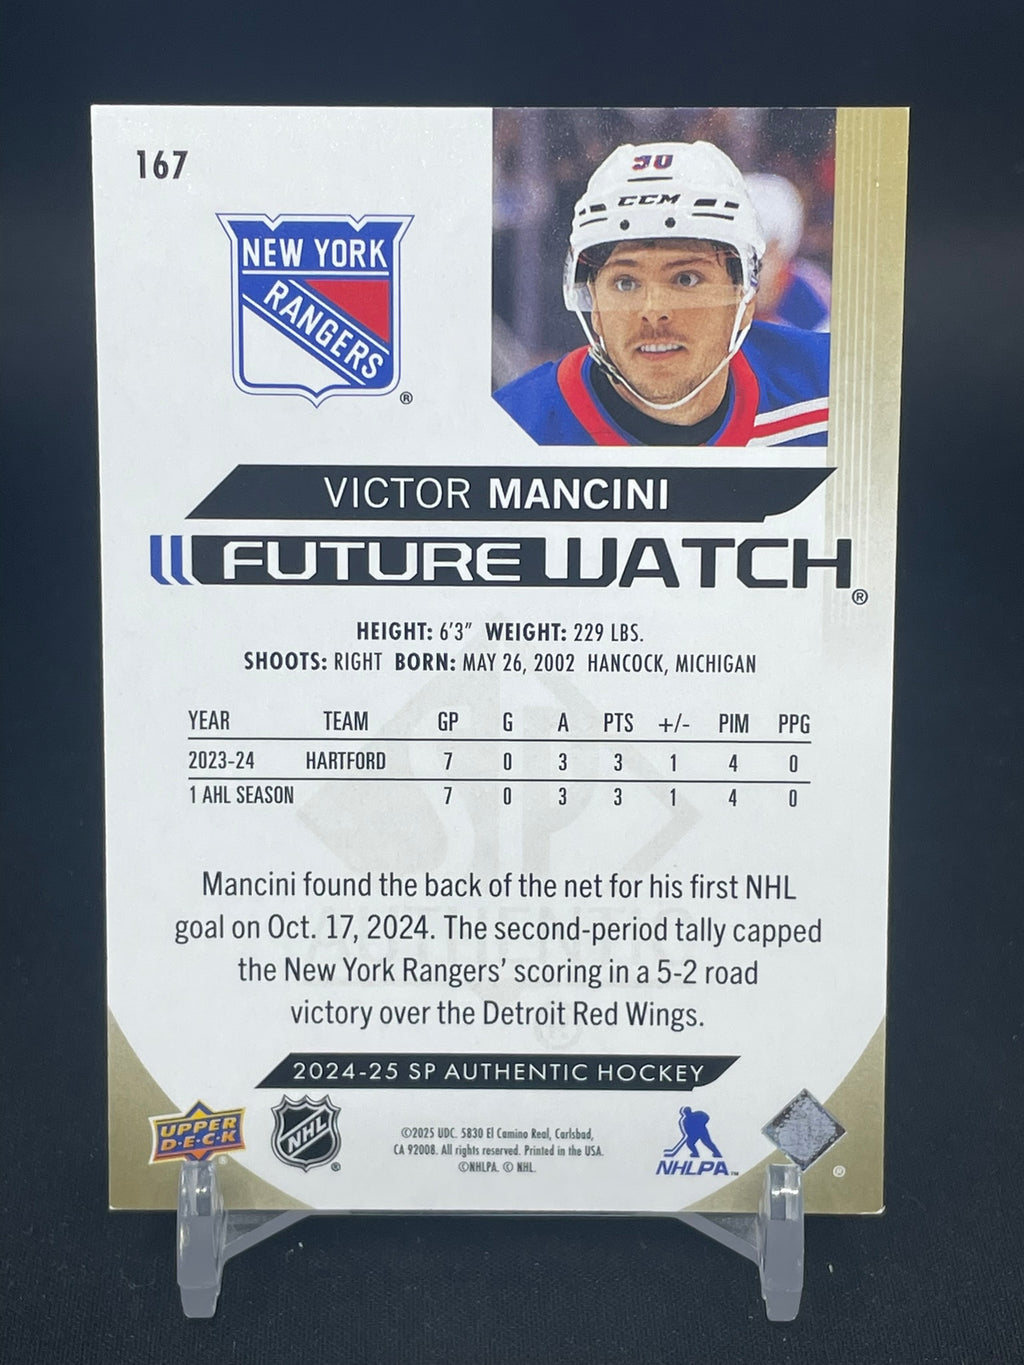 167
90
CCM
NEW YORK
RANGERS
®
VICTOR MANCINI
FUTURE WATCH®
HEIGHT: 6'3" WEIGHT: 229 LBS.
SHOOTS: RIGHT BORN: MAY 26, 2002 HANCOCK, MICHIGAN
YEAR TEAM GP G A PTS +/- PIM PPG
2023-24 HARTFORD 7 0 3 3 1 4 0
1 AHL SEASON 7 0 3 3 1 4 0
Mancini found the back of the net for his first NHL
goal on Oct. 17, 2024. The second-period tally capped
the New York Rangers' scoring in a 5-2 road
victory over the Detroit Red Wings.
2024-25 SP AUTHENTIC HOCKEY
UPPER
D·E·C·K
NHL
®
©2025 UDC. 5830 El Camino Real, Carlsbad,
CA 92008. All rights reserved. Printed in the USA.
©NHLPA. © NHL.
NHLPA™
®